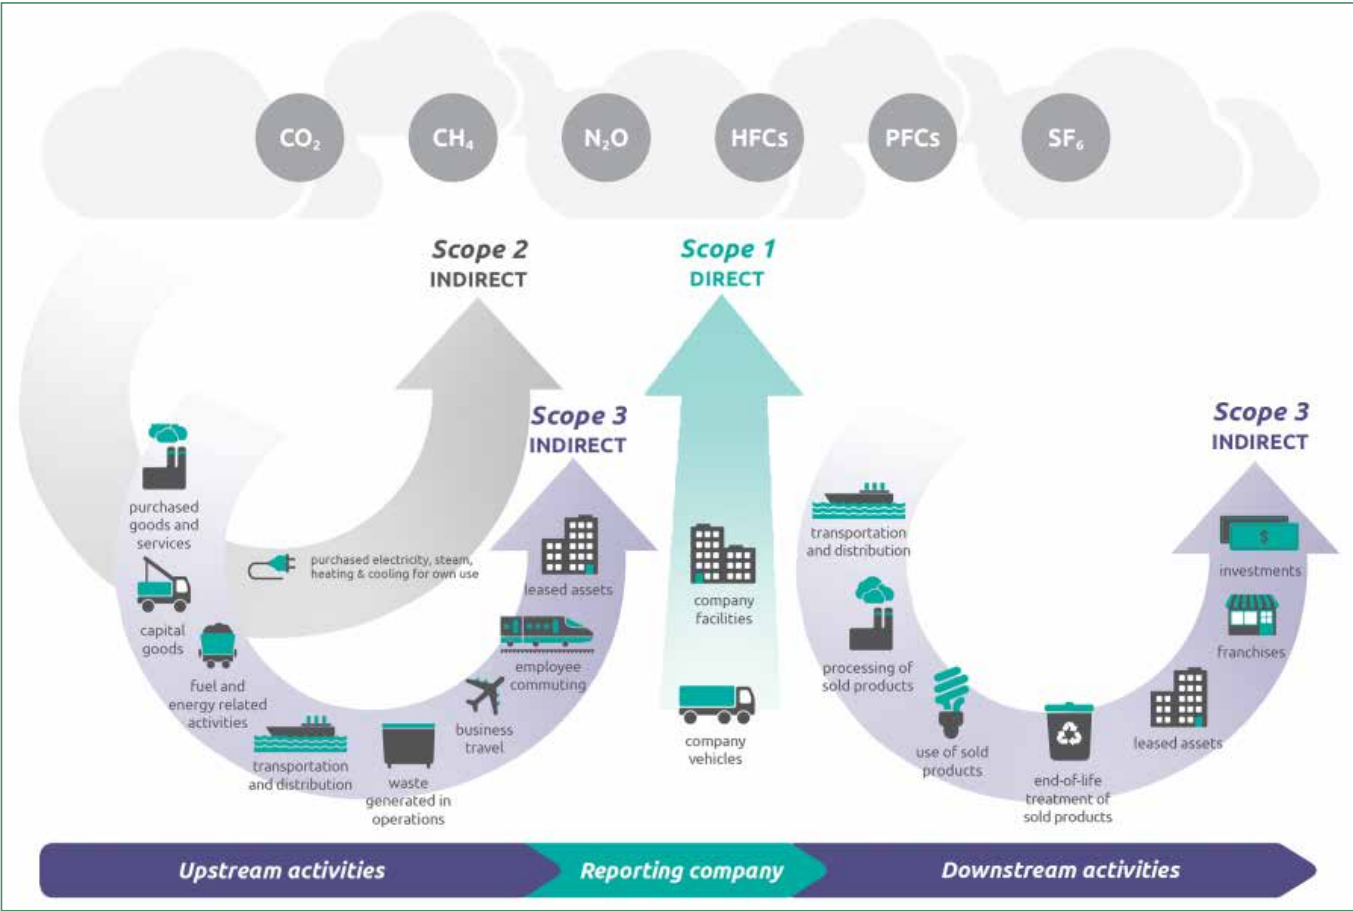 CO₂
CH₄
N₂O
HFCs
PFCs
SF₆
Scope 2
INDIRECT
Scope 1
DIRECT
Scope 3
INDIRECT
Scope 3
INDIRECT
purchased
goods and
services
capital
goods
fuel and
energy related
activities
transportation
and distribution
waste
generated in
operations
business
travel
employee
commuting
leased assets
purchased electricity, steam,
heating & cooling for own use
company
facilities
company
vehicles
transportation
and distribution
processing of
sold products
use of sold
products
end-of-life
treatment of
sold products
leased assets
franchises
$
investments
Upstream activities
Reporting company
Downstream activities